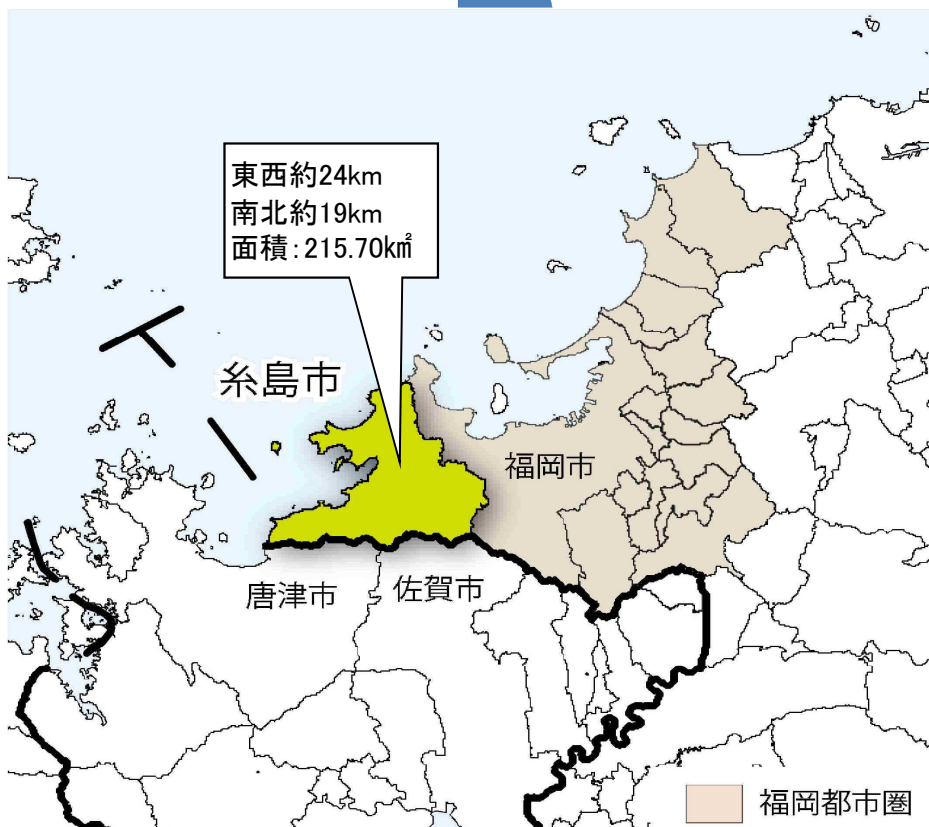 東西約24km
南北約19km
面積:215.70k㎡
糸島市
福岡市
唐津市
佐賀市
福岡都市圏